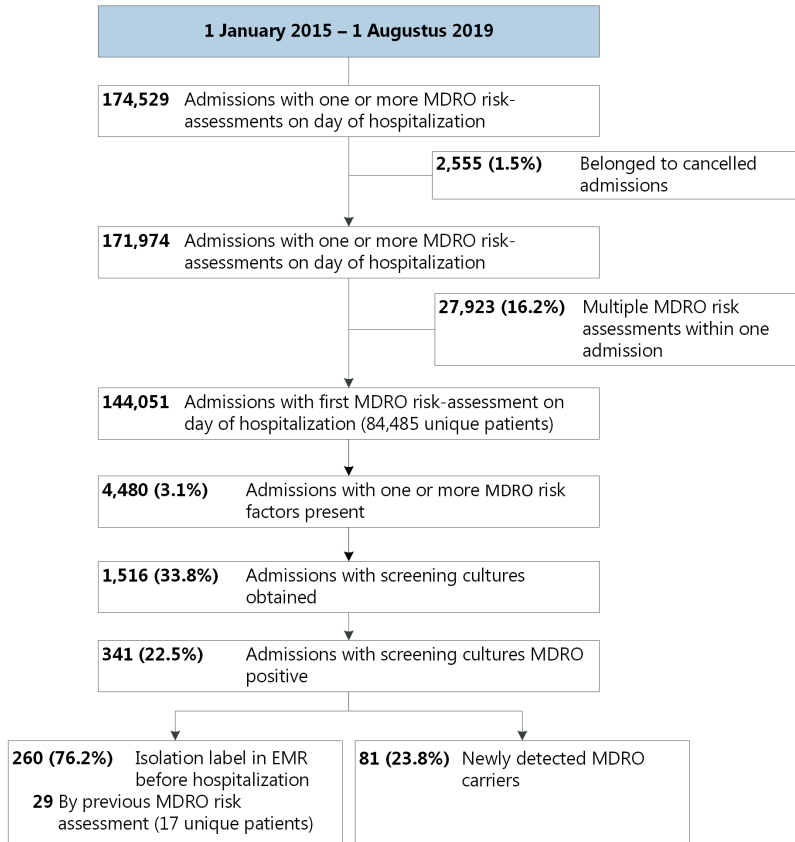 1 January 2015 – 1 Augustus 2019
174,529 Admissions with one or more MDRO risk-
assessments on day of hospitalization
2,555 (1.5%) Belonged to cancelled
admissions
171,974 Admissions with one or more MDRO risk-
assessments on day of hospitalization
27,923 (16.2%) Multiple MDRO risk
assessments within one
admission
144,051 Admissions with first MDRO risk-assessment on
day of hospitalization (84,485 unique patients)
4,480 (3.1%) Admissions with one or more MDRO risk
factors present
1,516 (33.8%) Admissions with screening cultures
obtained
341 (22.5%) Admissions with screening cultures MDRO
positive
260 (76.2%) Isolation label in EMR
before hospitalization
29 By previous MDRO risk
assessment (17 unique patients)
81 (23.8%) Newly detected MDRO
carriers